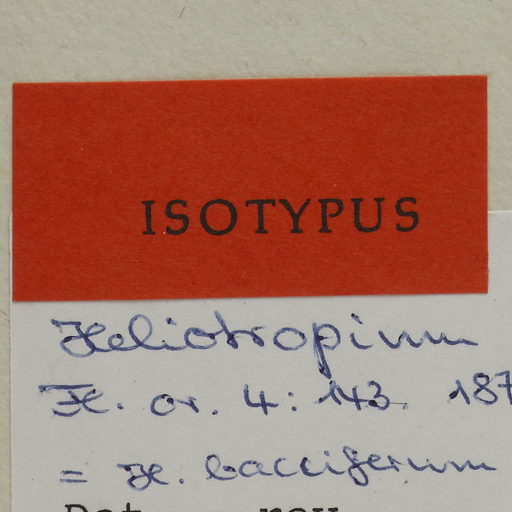 ISOTYPUS
Heliotropium
Fl. or. 4: 143. 187
= H. bacciferum